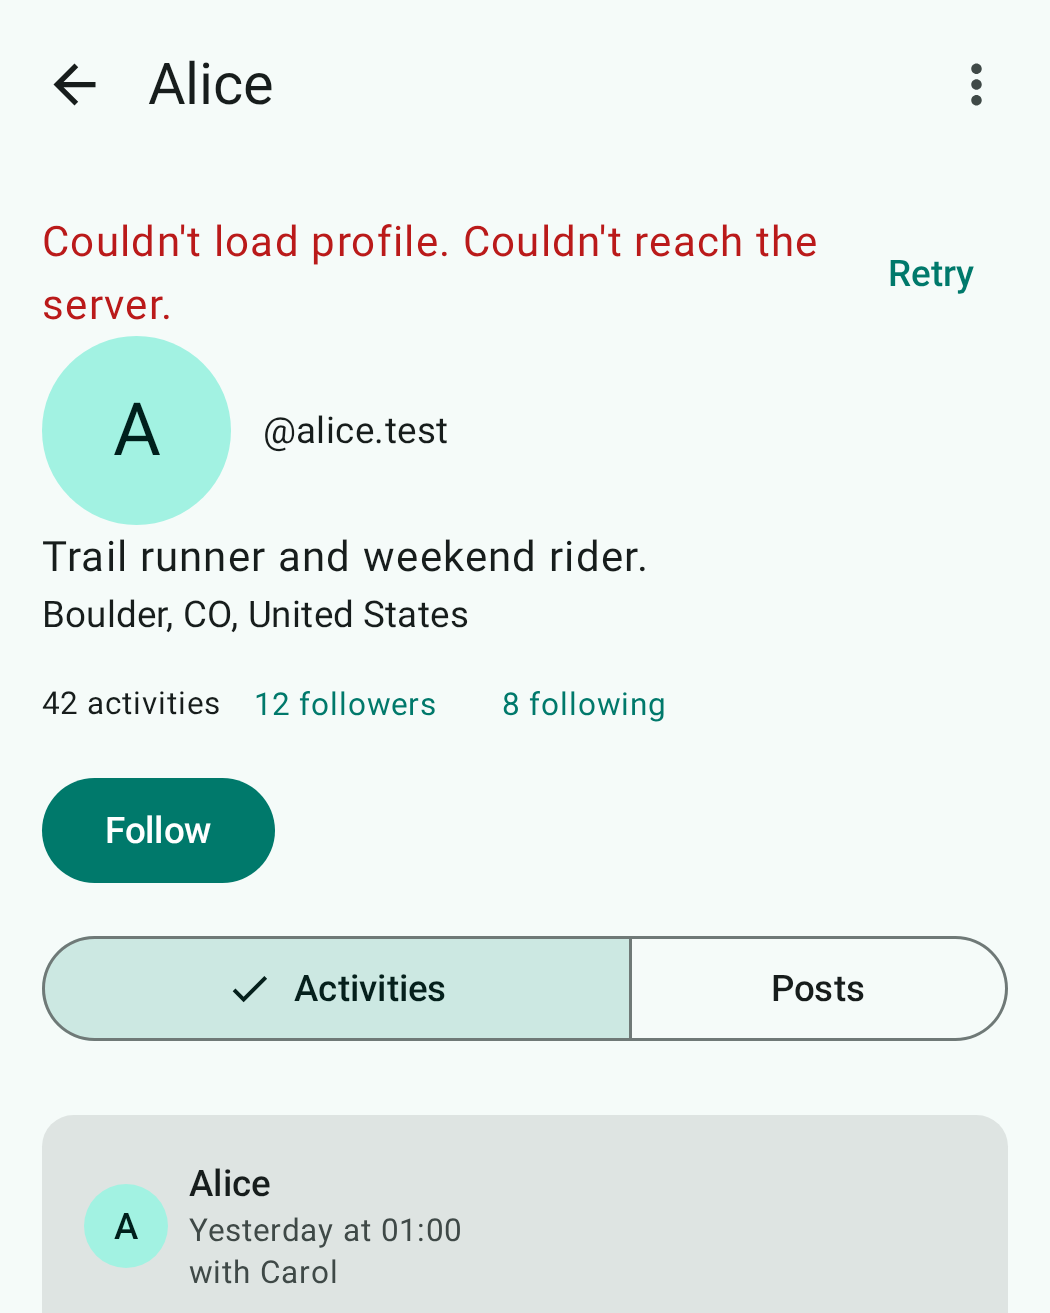 Alice
Couldn't load profile. Couldn't reach the
server.
Retry
A
@alice.test
Trail runner and weekend rider.
Boulder, CO, United States
42 activities
12 followers
8 following
Follow
Activities
Posts
A
Alice
Yesterday at 01:00
with Carol